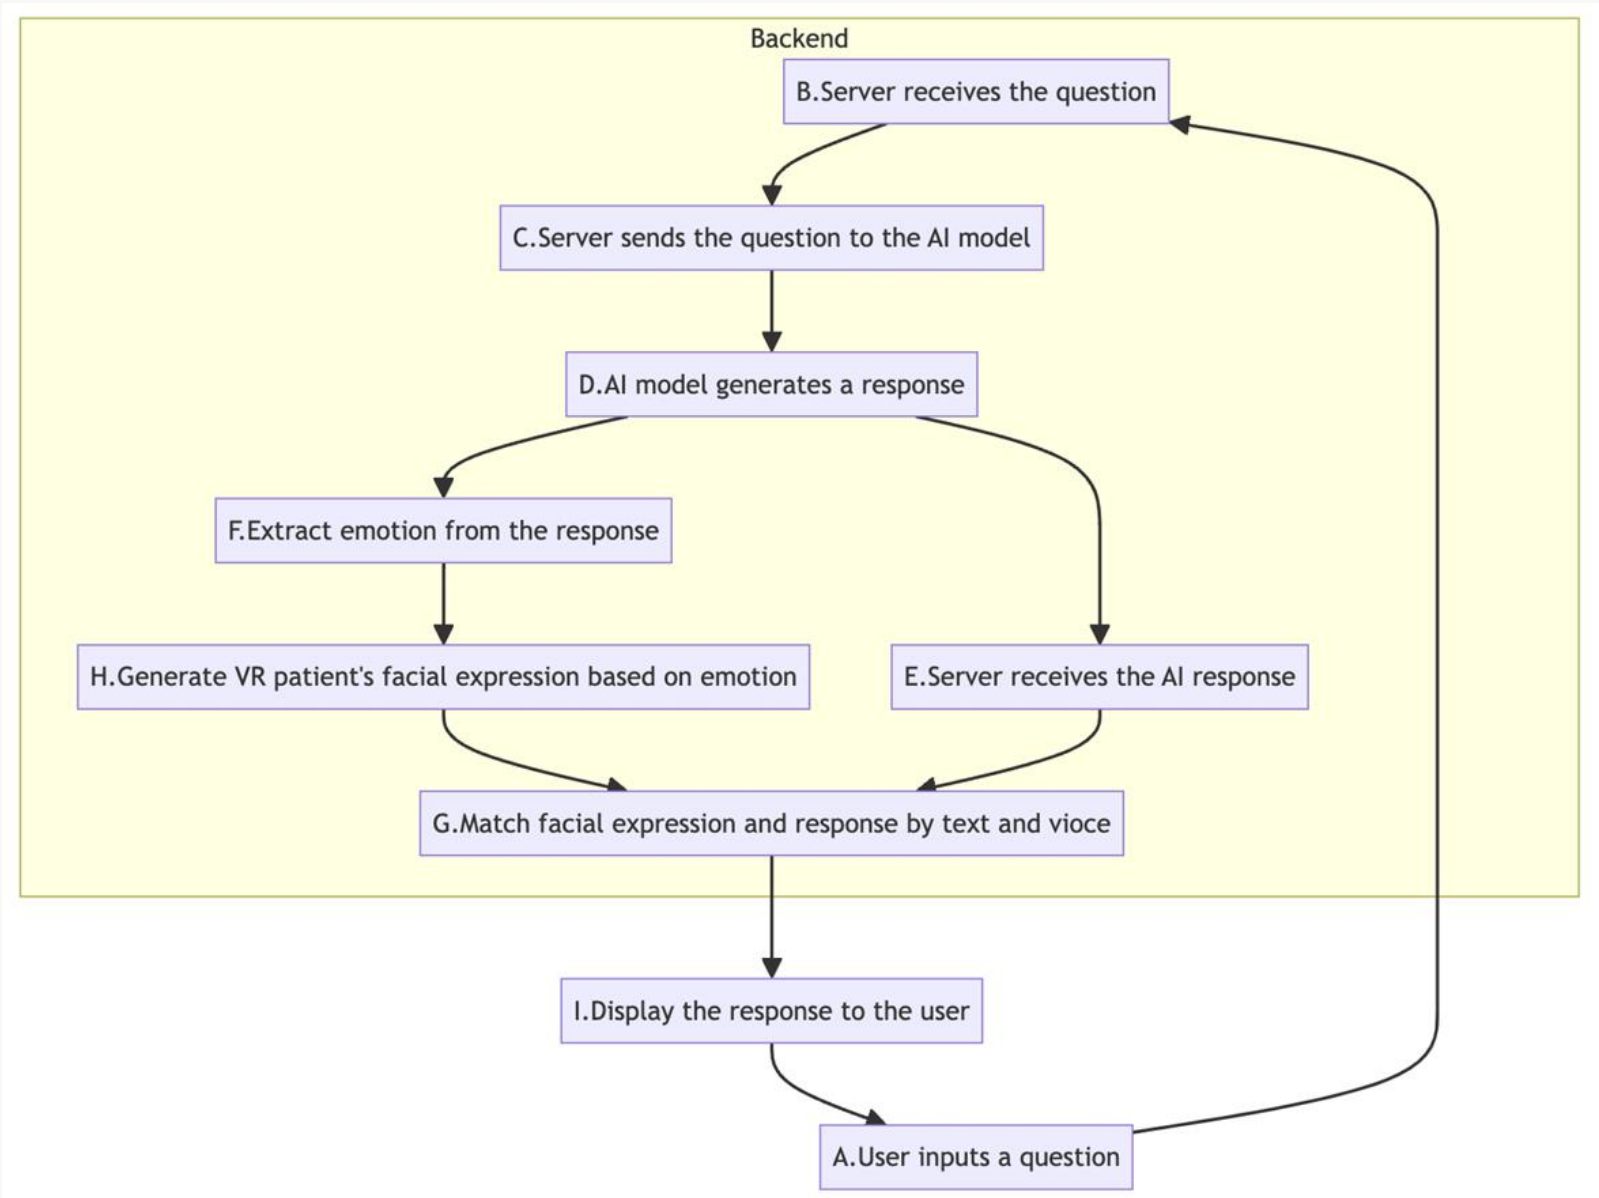 Backend
B.Server receives the question
C.Server sends the question to the AI model
D.AI model generates a response
F.Extract emotion from the response
H.Generate VR patient's facial expression based on emotion
E.Server receives the AI response
G.Match facial expression and response by text and vioce
I.Display the response to the user
A.User inputs a question